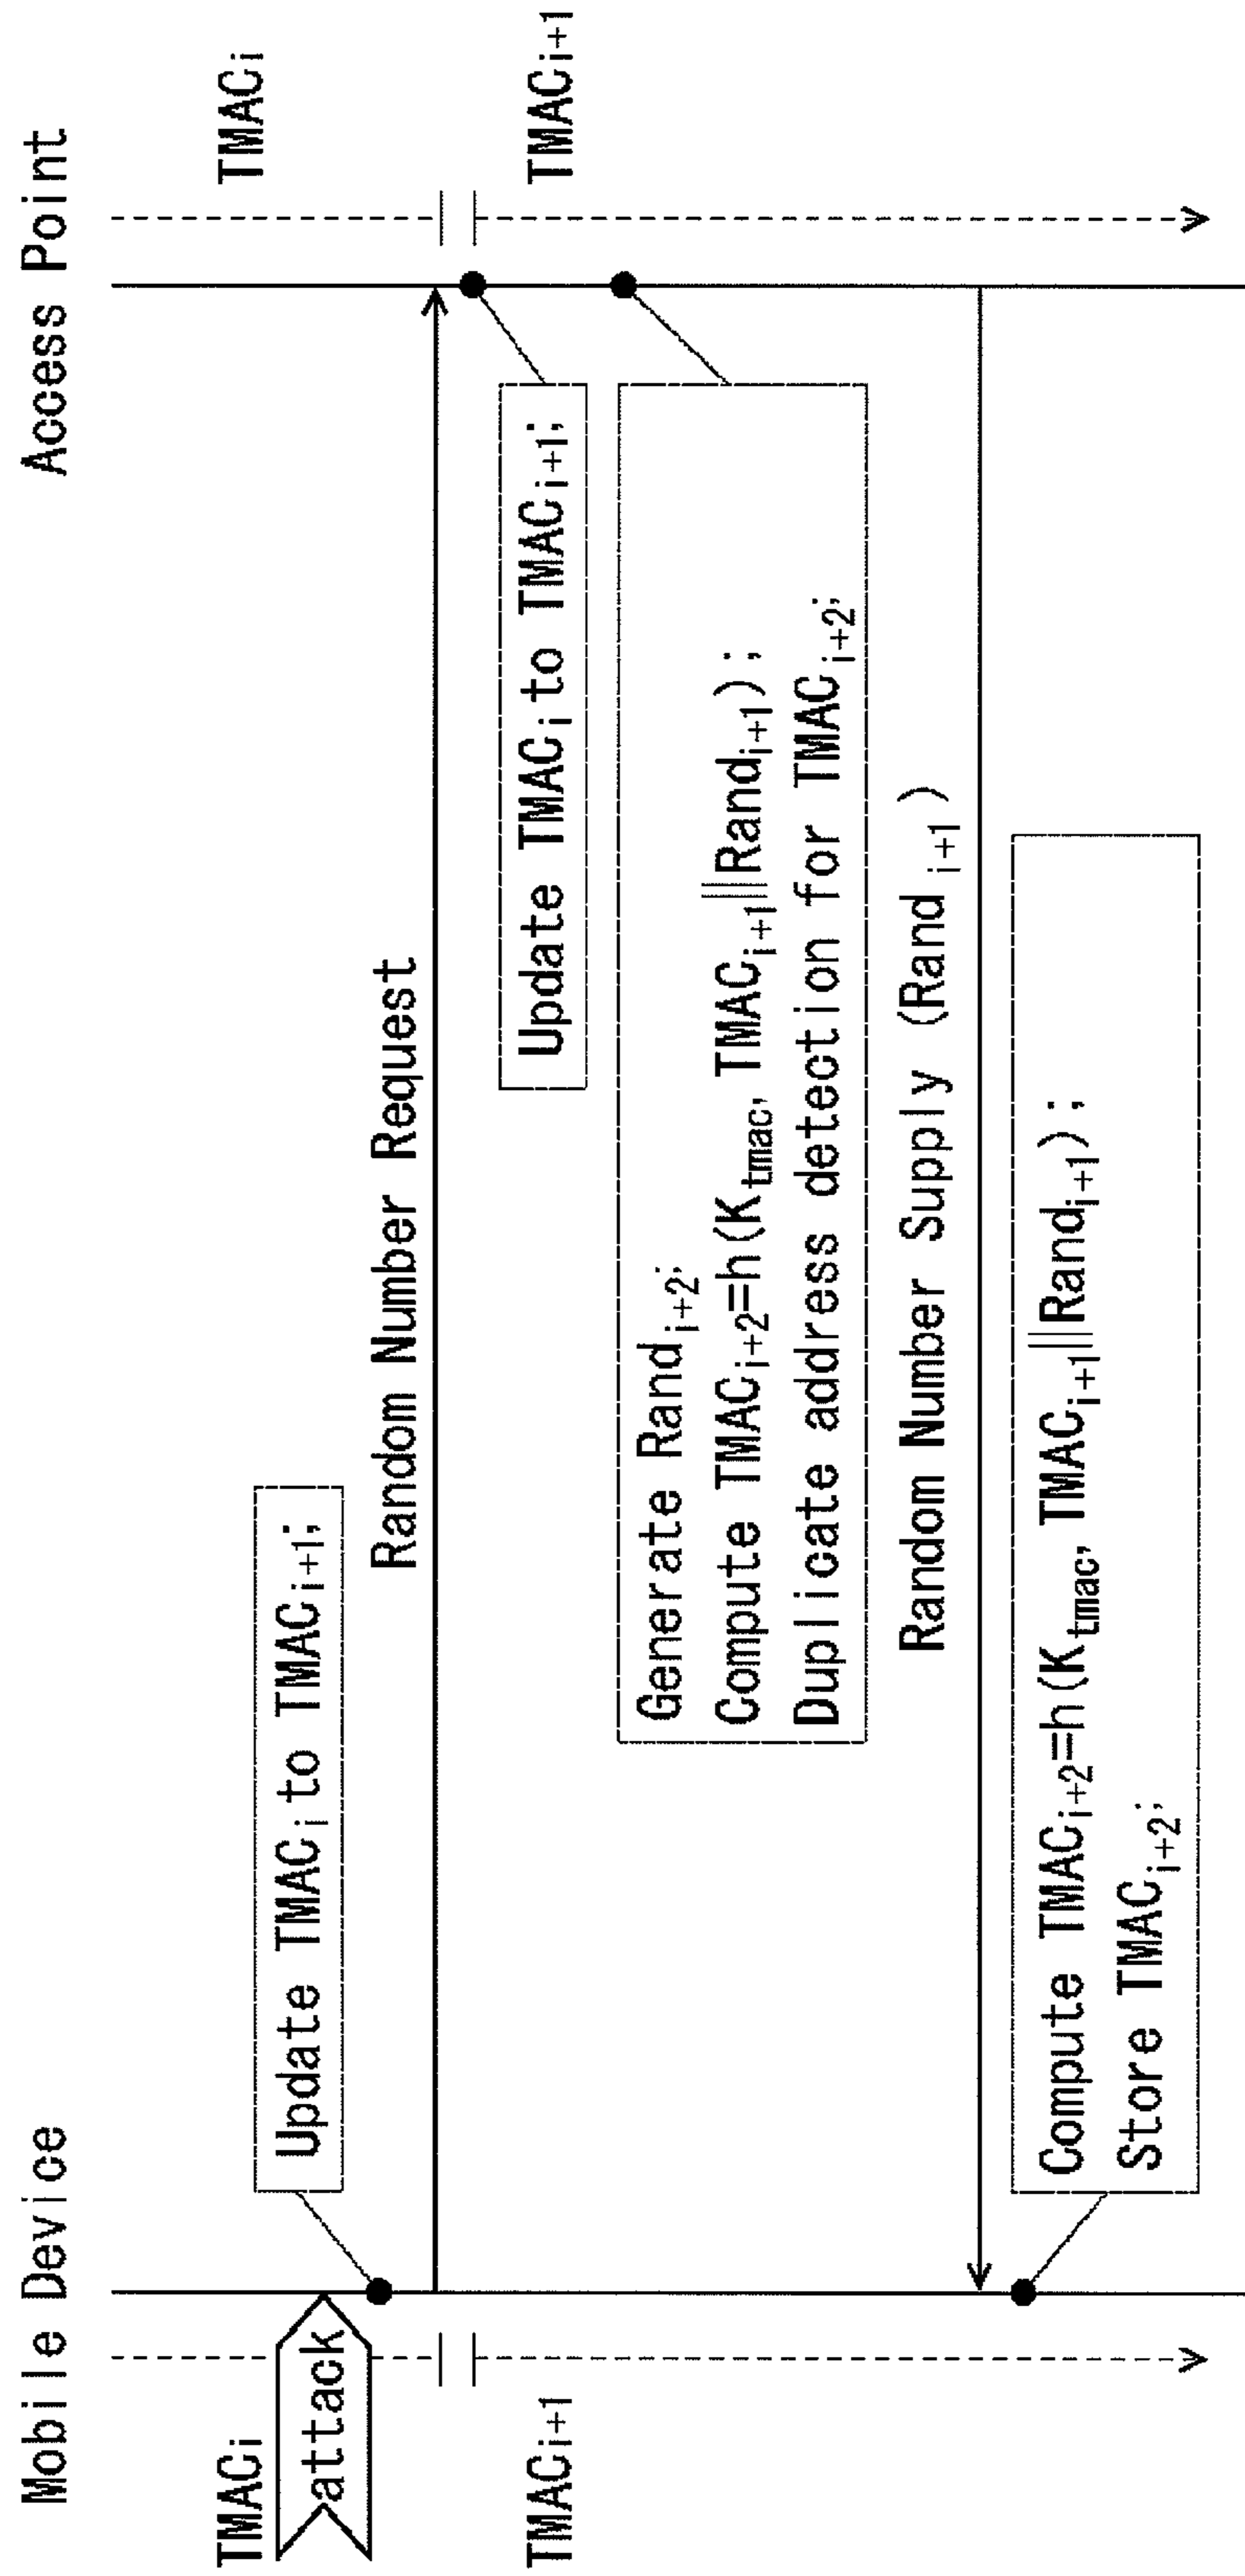 Mobile Device
Access Point
TMACi
TMACi
attack
Update TMACi to TMACi+1;
Random Number Request
TMACi+1
TMACi+1
Update TMACi to TMACi+1;
Generate Randi+2;
Compute TMACi+2=h(Ktmac, TMACi+1||Randi+1);
Duplicate address detection for TMACi+2;
Random Number Supply (Rand i+1)
Compute TMACi+2=h(Ktmac, TMACi+1||Randi+1);
Store TMACi+2;